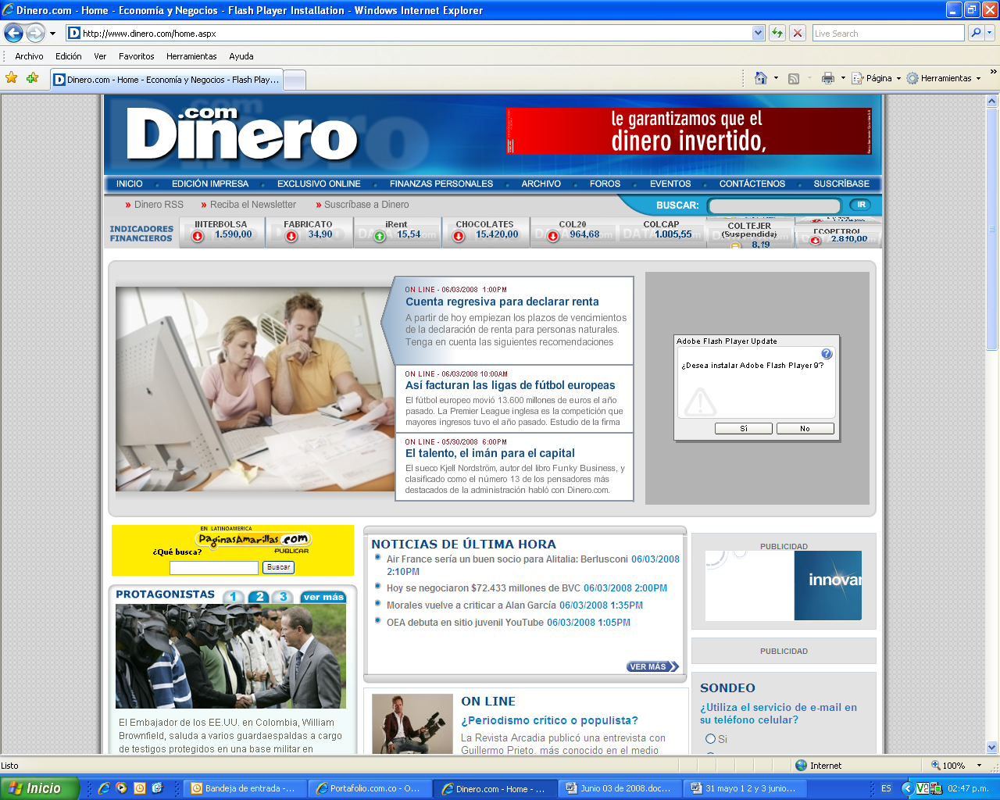 Dinero.com - Home - Economía y Negocios - Flash Player Installation - Windows Internet Explorer
http://www.dinero.com/home.aspx
Live Search
Archivo Edición Ver Favoritos Herramientas Ayuda
Dinero.com - Home - Economía y Negocios - Flash Play...
Página Herramientas
.com
Dinero
le garantizamos que el
dinero invertido,
INICIO EDICIÓN IMPRESA EXCLUSIVO ONLINE FINANZAS PERSONALES ARCHIVO FOROS EVENTOS CONTÁCTENOS SUSCRÍBASE
» Dinero RSS » Reciba el Newsletter » Suscríbase a Dinero
BUSCAR: IR
INDICADORES
FINANCIEROS
INTERBOLSA
1.590,00
FABRICATO
34,90
iRent
15,54
CHOCOLATES
15.420,00
COL20
964,68
COLCAP
1.005,55
COLTEJER
(Suspendida)
8,19
ECOPETROL
2.810,00
ON LINE - 06/03/2008 1:00PM
Cuenta regresiva para declarar renta
A partir de hoy empiezan los plazos de vencimientos
de la declaración de renta para personas naturales.
Tenga en cuenta las siguientes recomendaciones
ON LINE - 06/03/2008 10:00AM
Así facturan las ligas de fútbol europeas
El fútbol europeo movió 13.600 millones de euros el año
pasado. La Premier League inglesa es la competición que
mayores ingresos tuvo el año pasado. Estudio de la firma
ON LINE - 05/30/2008 6:00PM
El talento, el imán para el capital
El sueco Kjell Nordström, autor del libro Funky Business, y
clasificado como el número 13 de los pensadores más
destacados de la administración habló con Dinero.com.
Adobe Flash Player Update
¿Desea instalar Adobe Flash Player 9?
Sí No
EN LATINOAMERICA
PaginasAmarillas.com
PUBLICAR
¿Qué busca?
Buscar
PROTAGONISTAS 1 2 3 ver más
El Embajador de los EE.UU. en Colombia, William
Brownfield, saluda a varios guardaespaldas a cargo
de testigos protegidos en una base militar en
NOTICIAS DE ÚLTIMA HORA
Air France sería un buen socio para Alitalia: Berlusconi 06/03/2008
2:10PM
Hoy se negociaron $72.433 millones de BVC 06/03/2008 2:00PM
Morales vuelve a criticar a Alan García 06/03/2008 1:35PM
OEA debuta en sitio juvenil YouTube 06/03/2008 1:05PM
VER MÁS
ON LINE
¿Periodismo crítico o populista?
La Revista Arcadia publicó una entrevista con
Guillermo Prieto, más conocido en el medio
PUBLICIDAD
innovar
PUBLICIDAD
SONDEO
¿Utiliza el servicio de e-mail en
su teléfono celular?
Si
Listo Internet 100%
Inicio Bandeja de entrada -... Portafolio.com.co - O... Dinero.com - Home - ... Junio 03 de 2008.doc... 31 mayo 1 2 y 3 junio... ES 02:47 p.m.